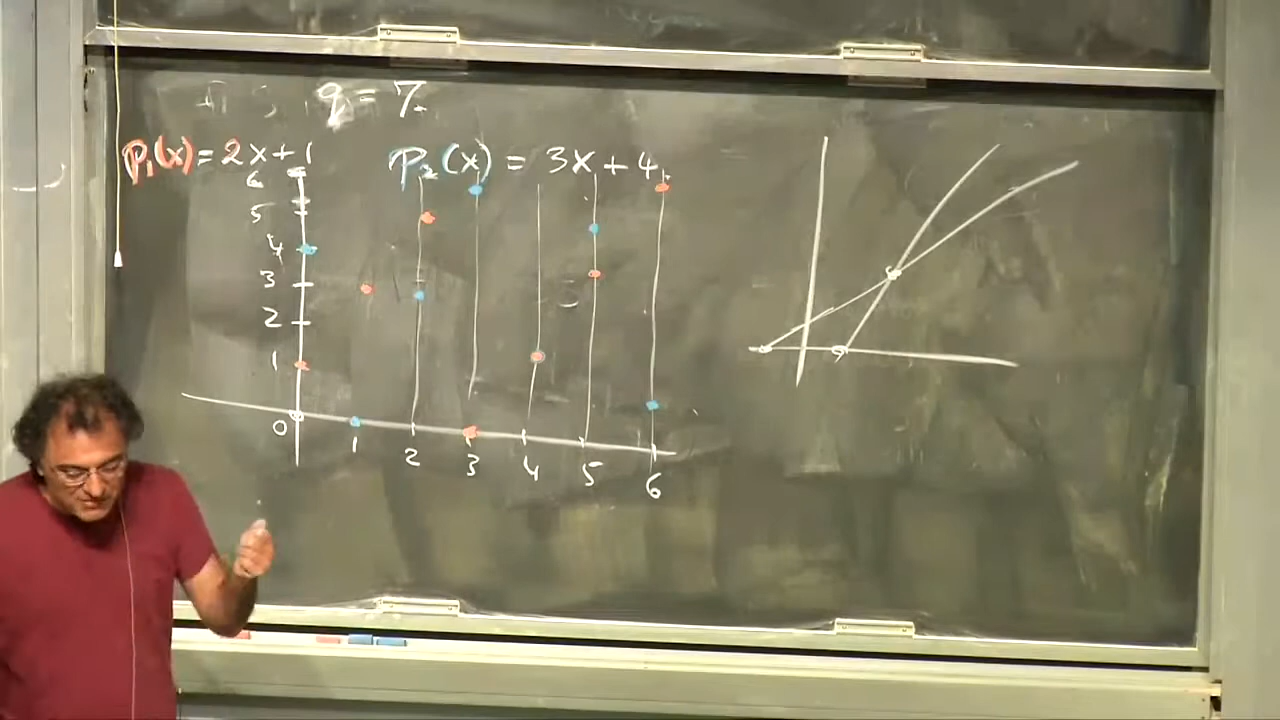 q = 7
p₁(x) = 2x+1
p₂(x) = 3x+4
6
5
4
3
2
1
0
1 2 3 4 5 6